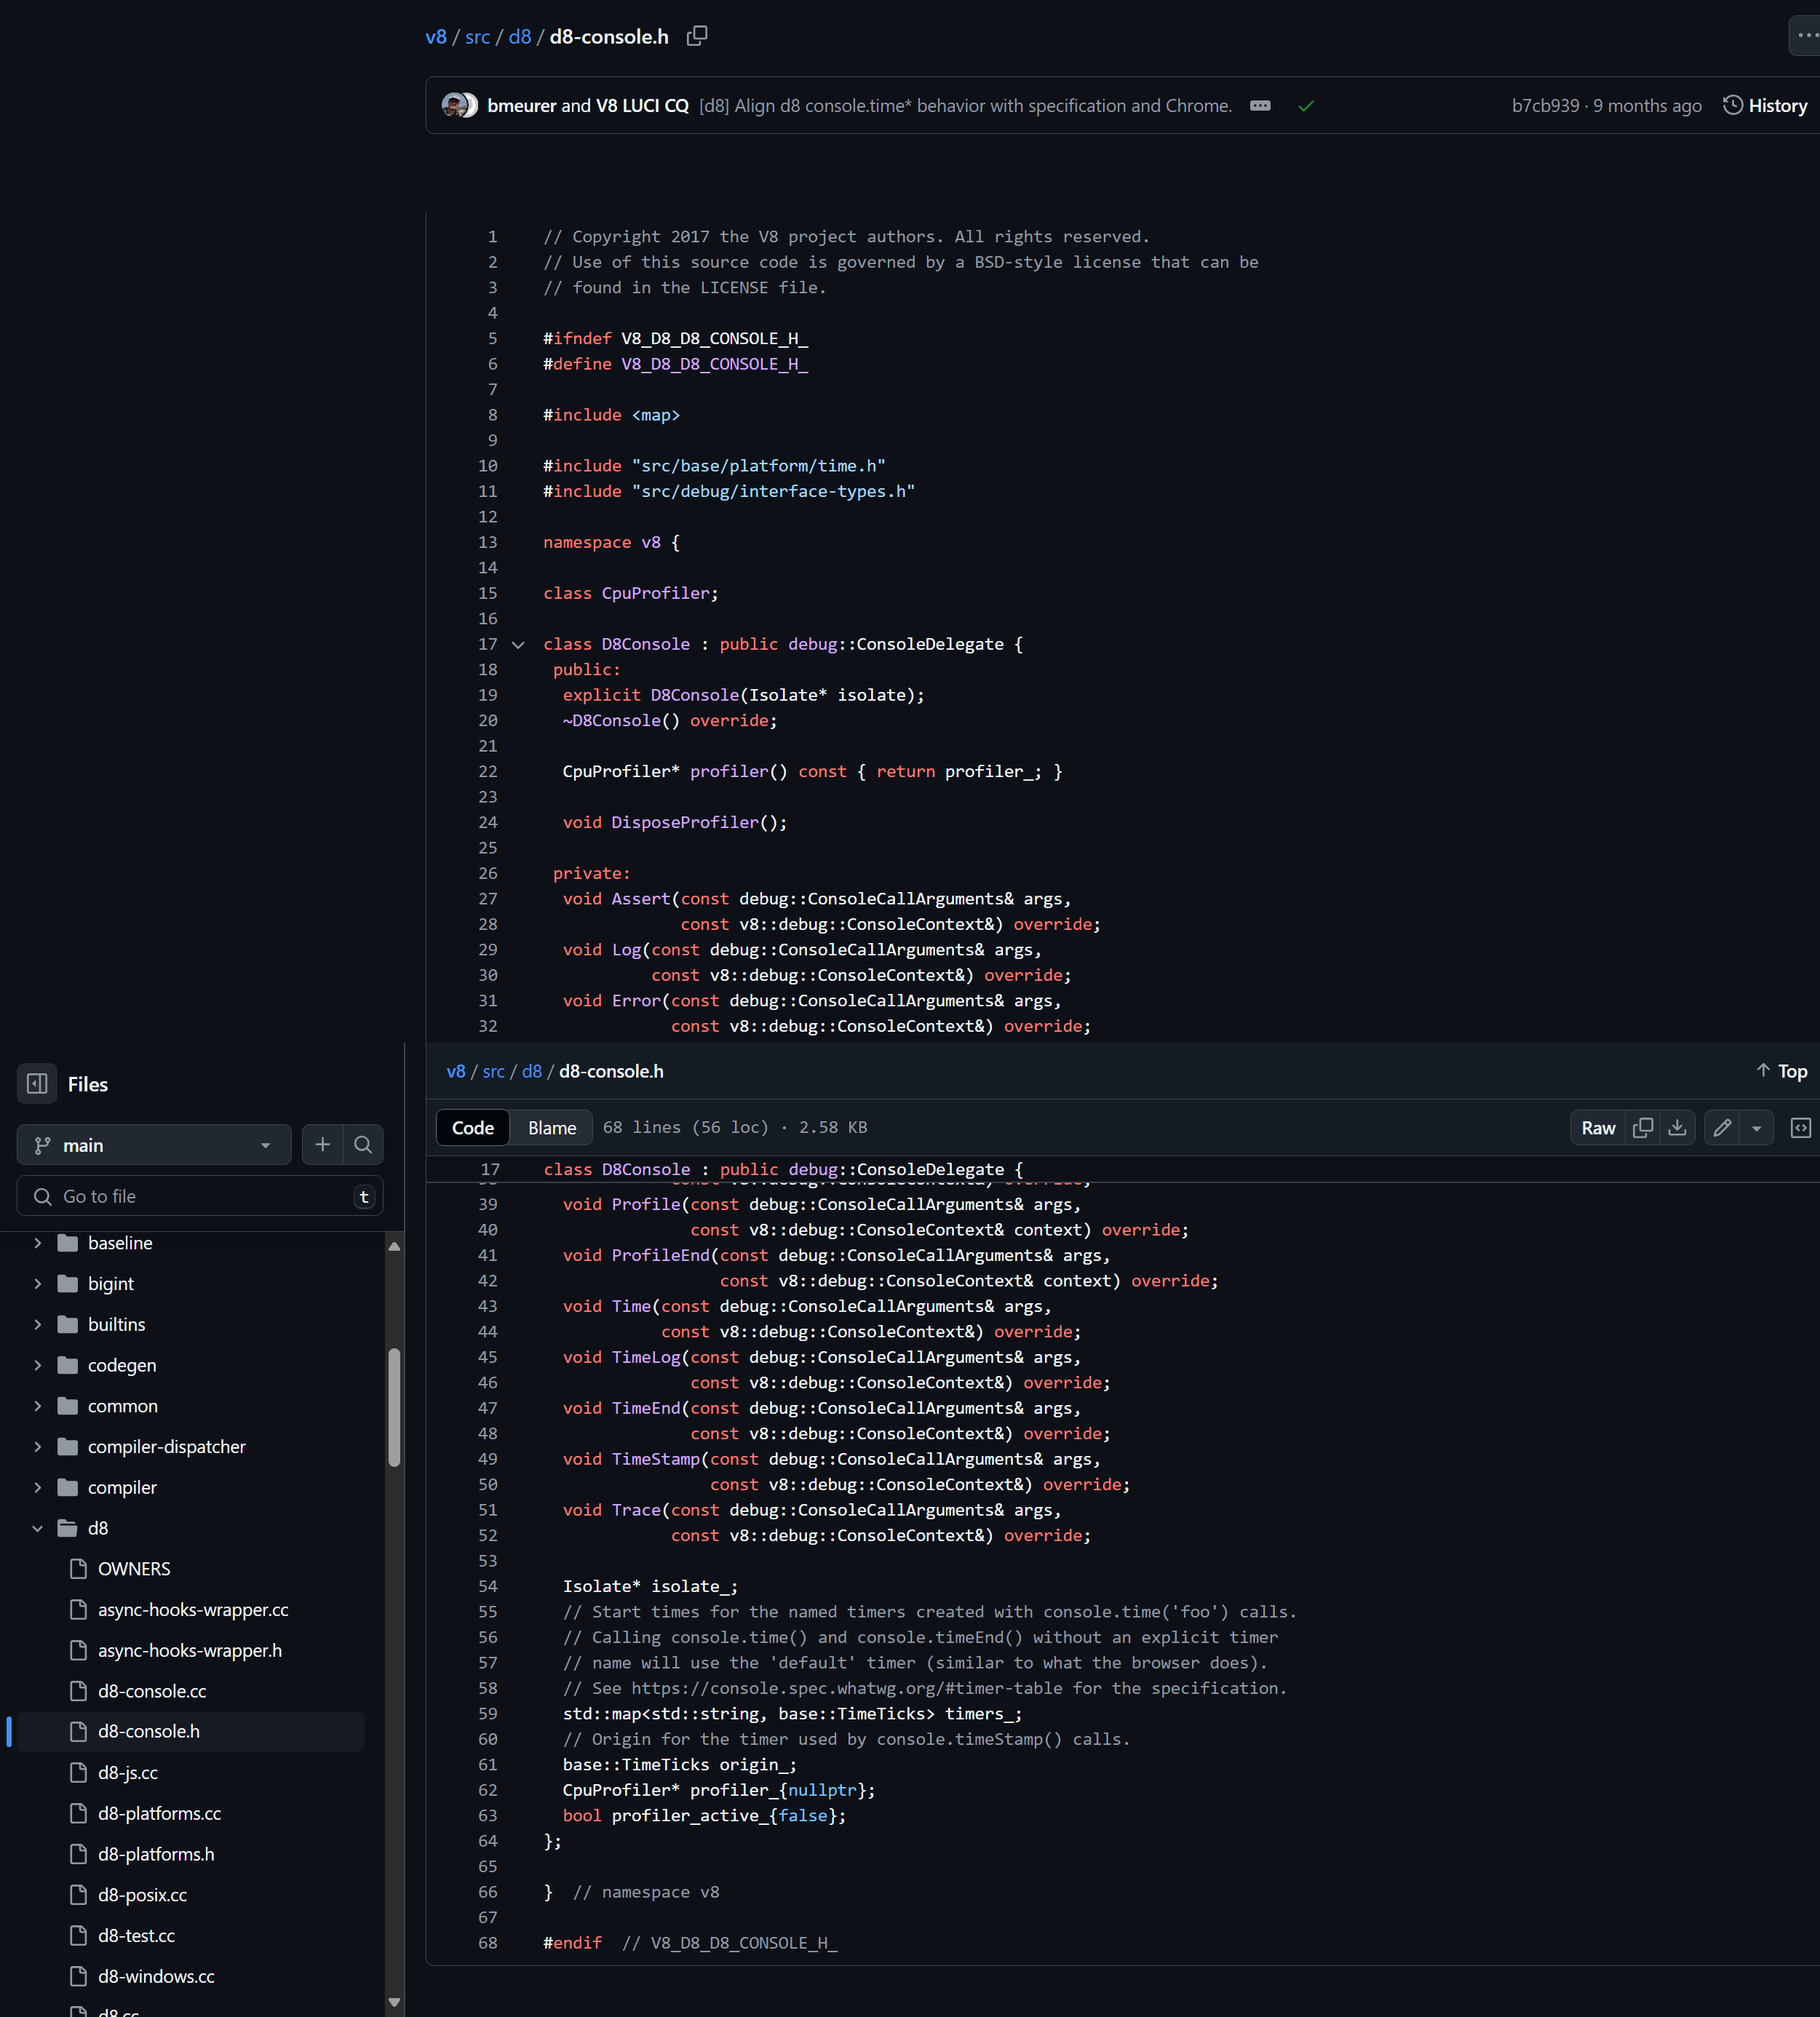 v8 / src / d8 / d8-console.h
bmeurer and V8 LUCI CQ [d8] Align d8 console.time* behavior with specification and Chrome.
b7cb939 · 9 months ago
History
1 // Copyright 2017 the V8 project authors. All rights reserved.
2 // Use of this source code is governed by a BSD-style license that can be
3 // found in the LICENSE file.
4
5 #ifndef V8_D8_D8_CONSOLE_H_
6 #define V8_D8_D8_CONSOLE_H_
7
8 #include <map>
9
10 #include "src/base/platform/time.h"
11 #include "src/debug/interface-types.h"
12
13 namespace v8 {
14
15 class CpuProfiler;
16
17 class D8Console : public debug::ConsoleDelegate {
18 public:
19 explicit D8Console(Isolate* isolate);
20 ~D8Console() override;
21
22 CpuProfiler* profiler() const { return profiler_; }
23
24 void DisposeProfiler();
25
26 private:
27 void Assert(const debug::ConsoleCallArguments& args,
28 const v8::debug::ConsoleContext&) override;
29 void Log(const debug::ConsoleCallArguments& args,
30 const v8::debug::ConsoleContext&) override;
31 void Error(const debug::ConsoleCallArguments& args,
32 const v8::debug::ConsoleContext&) override;
Files
main
Go to file
t
baseline
bigint
builtins
codegen
common
compiler-dispatcher
compiler
d8
OWNERS
async-hooks-wrapper.cc
async-hooks-wrapper.h
d8-console.cc
d8-console.h
d8-js.cc
d8-platforms.cc
d8-platforms.h
d8-posix.cc
d8-test.cc
d8-windows.cc
v8 / src / d8 / d8-console.h
Top
Code Blame 68 lines (56 loc) · 2.58 KB
Raw
17 class D8Console : public debug::ConsoleDelegate {
39 void Profile(const debug::ConsoleCallArguments& args,
40 const v8::debug::ConsoleContext& context) override;
41 void ProfileEnd(const debug::ConsoleCallArguments& args,
42 const v8::debug::ConsoleContext& context) override;
43 void Time(const debug::ConsoleCallArguments& args,
44 const v8::debug::ConsoleContext&) override;
45 void TimeLog(const debug::ConsoleCallArguments& args,
46 const v8::debug::ConsoleContext&) override;
47 void TimeEnd(const debug::ConsoleCallArguments& args,
48 const v8::debug::ConsoleContext&) override;
49 void TimeStamp(const debug::ConsoleCallArguments& args,
50 const v8::debug::ConsoleContext&) override;
51 void Trace(const debug::ConsoleCallArguments& args,
52 const v8::debug::ConsoleContext&) override;
53
54 Isolate* isolate_;
55 // Start times for the named timers created with console.time('foo') calls.
56 // Calling console.time() and console.timeEnd() without an explicit timer
57 // name will use the 'default' timer (similar to what the browser does).
58 // See https://console.spec.whatwg.org/#timer-table for the specification.
59 std::map<std::string, base::TimeTicks> timers_;
60 // Origin for the timer used by console.timeStamp() calls.
61 base::TimeTicks origin_;
62 CpuProfiler* profiler_{nullptr};
63 bool profiler_active_{false};
64 };
65
66 } // namespace v8
67
68 #endif // V8_D8_D8_CONSOLE_H_